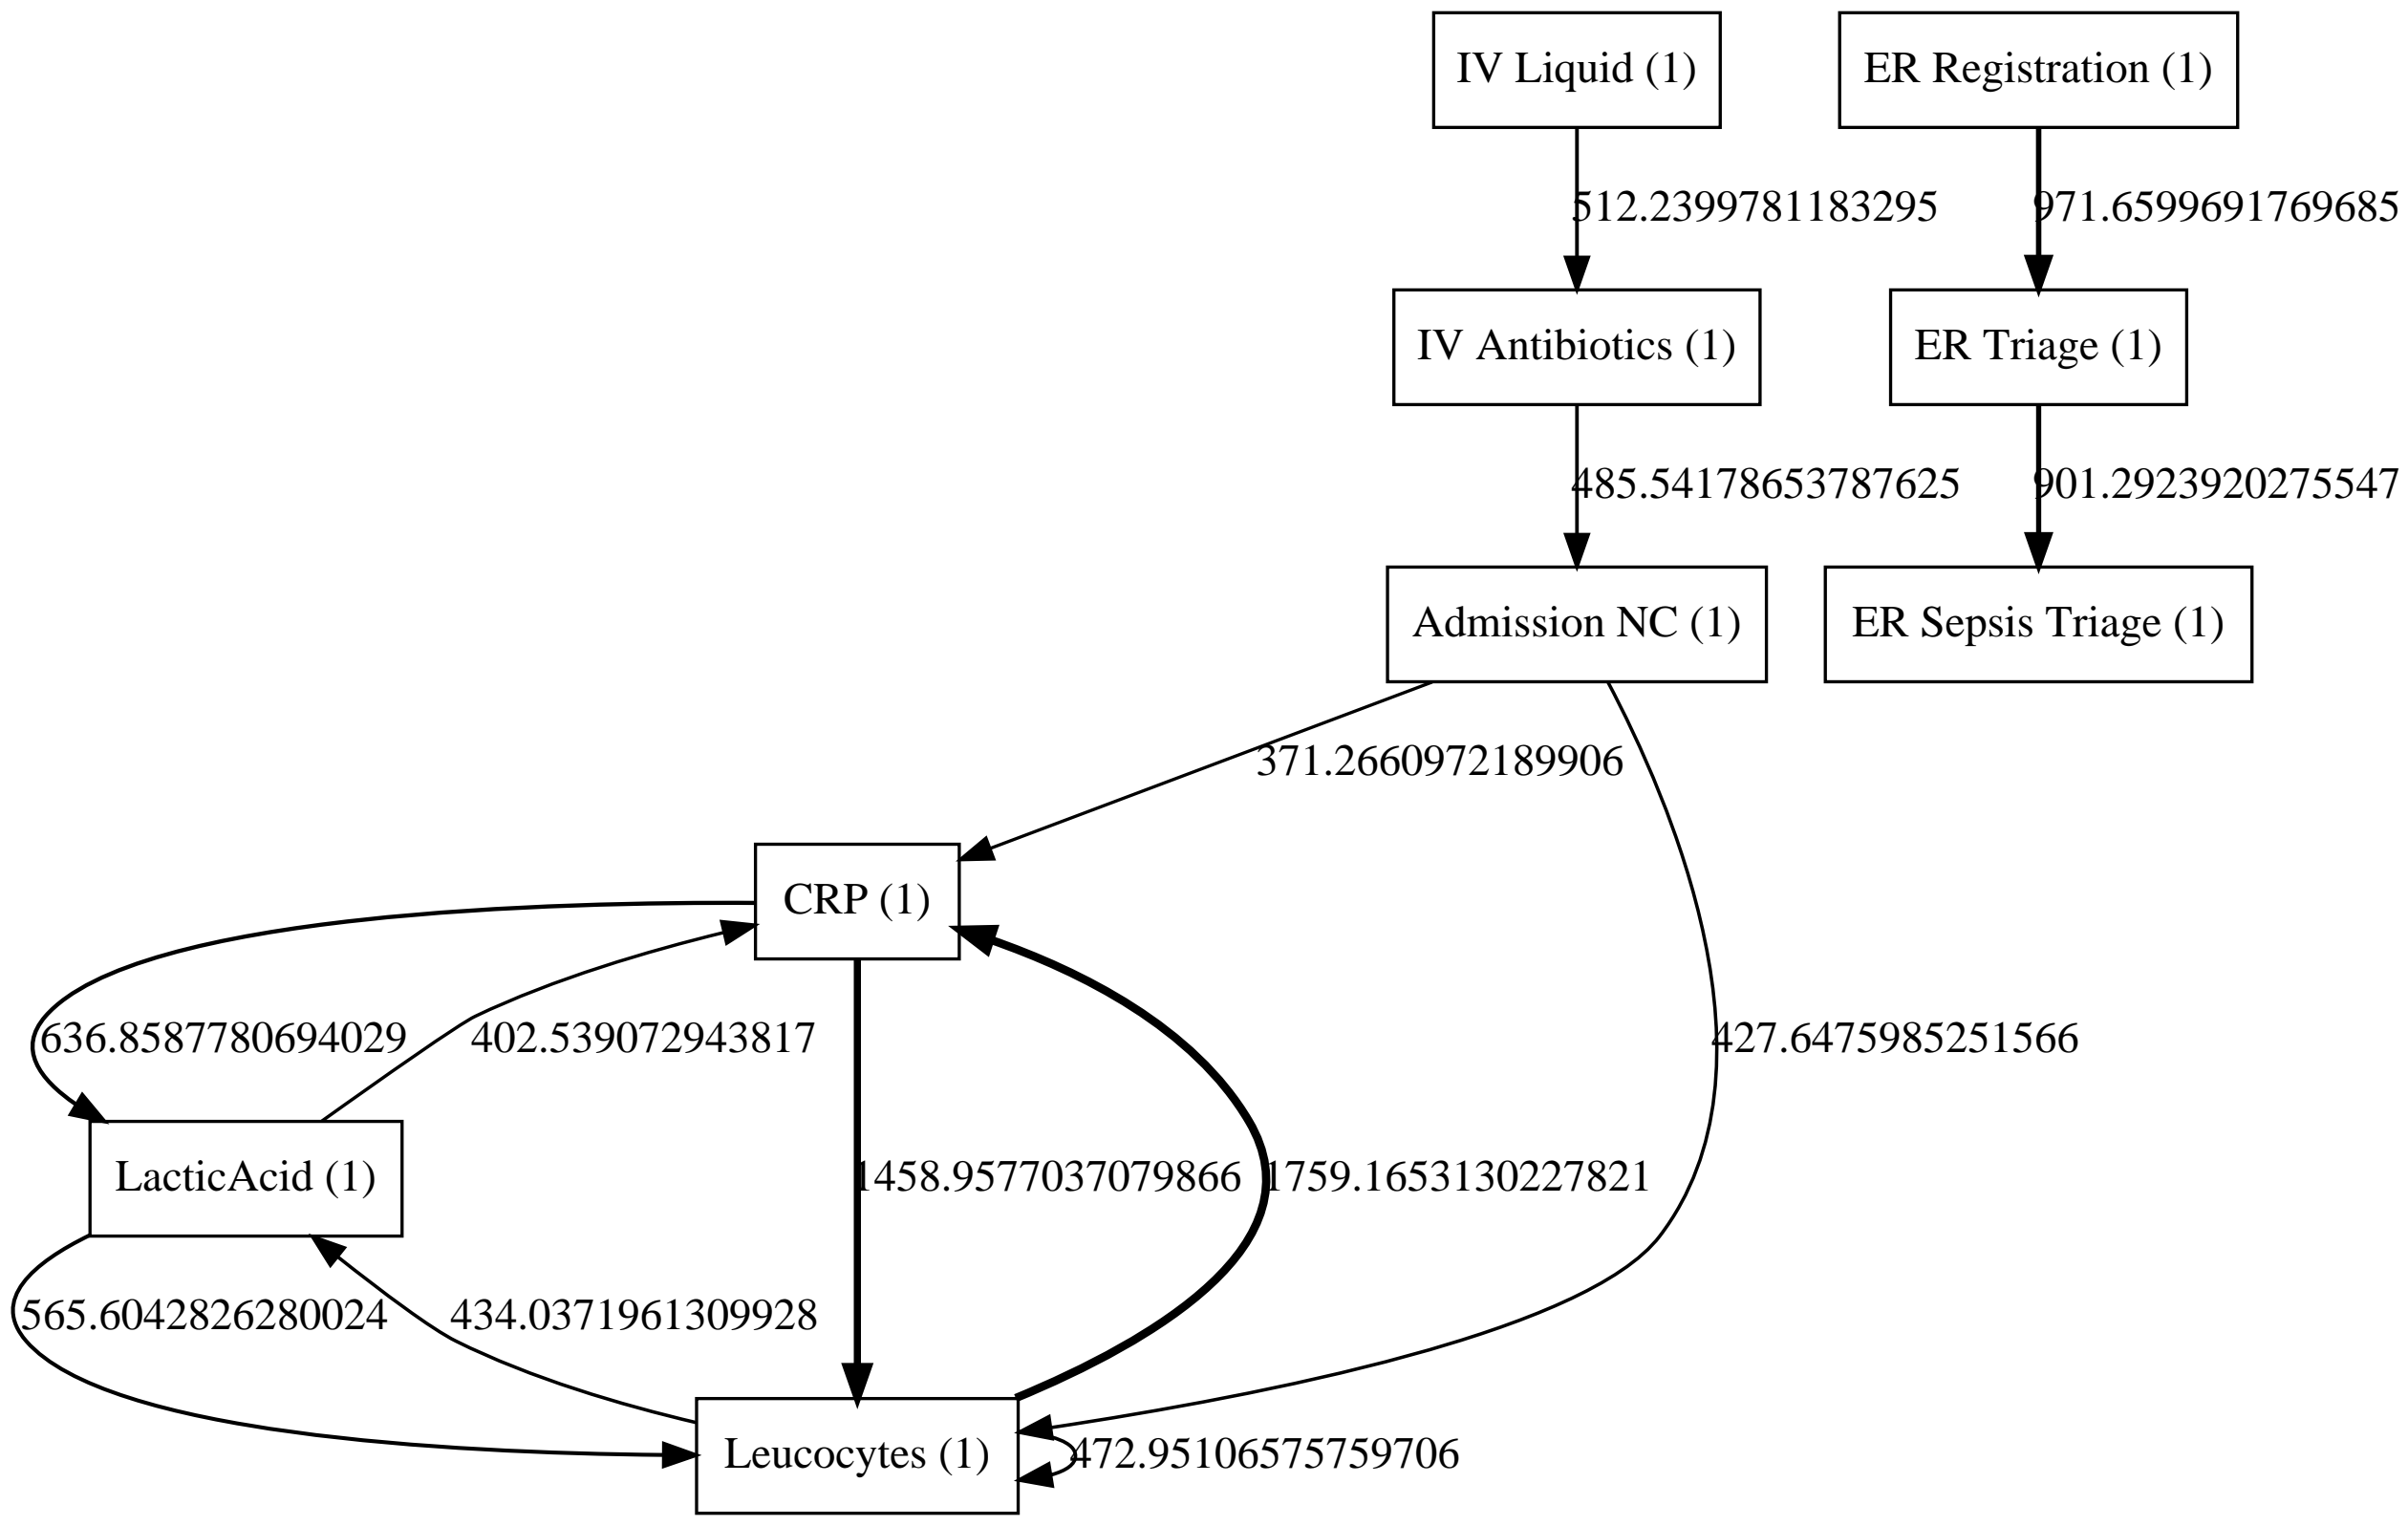 IV Liquid (1)
ER Registration (1)
512.2399781183295
971.6599691769685
IV Antibiotics (1)
ER Triage (1)
485.54178653787625
901.2923920275547
Admission NC (1)
ER Sepsis Triage (1)
371.2660972189906
CRP (1)
636.8587780694029
402.539072943817
427.6475985251566
LacticAcid (1)
1458.9577037079866
1759.1653130227821
565.6042826280024
434.0371961309928
Leucocytes (1)
472.95106575759706